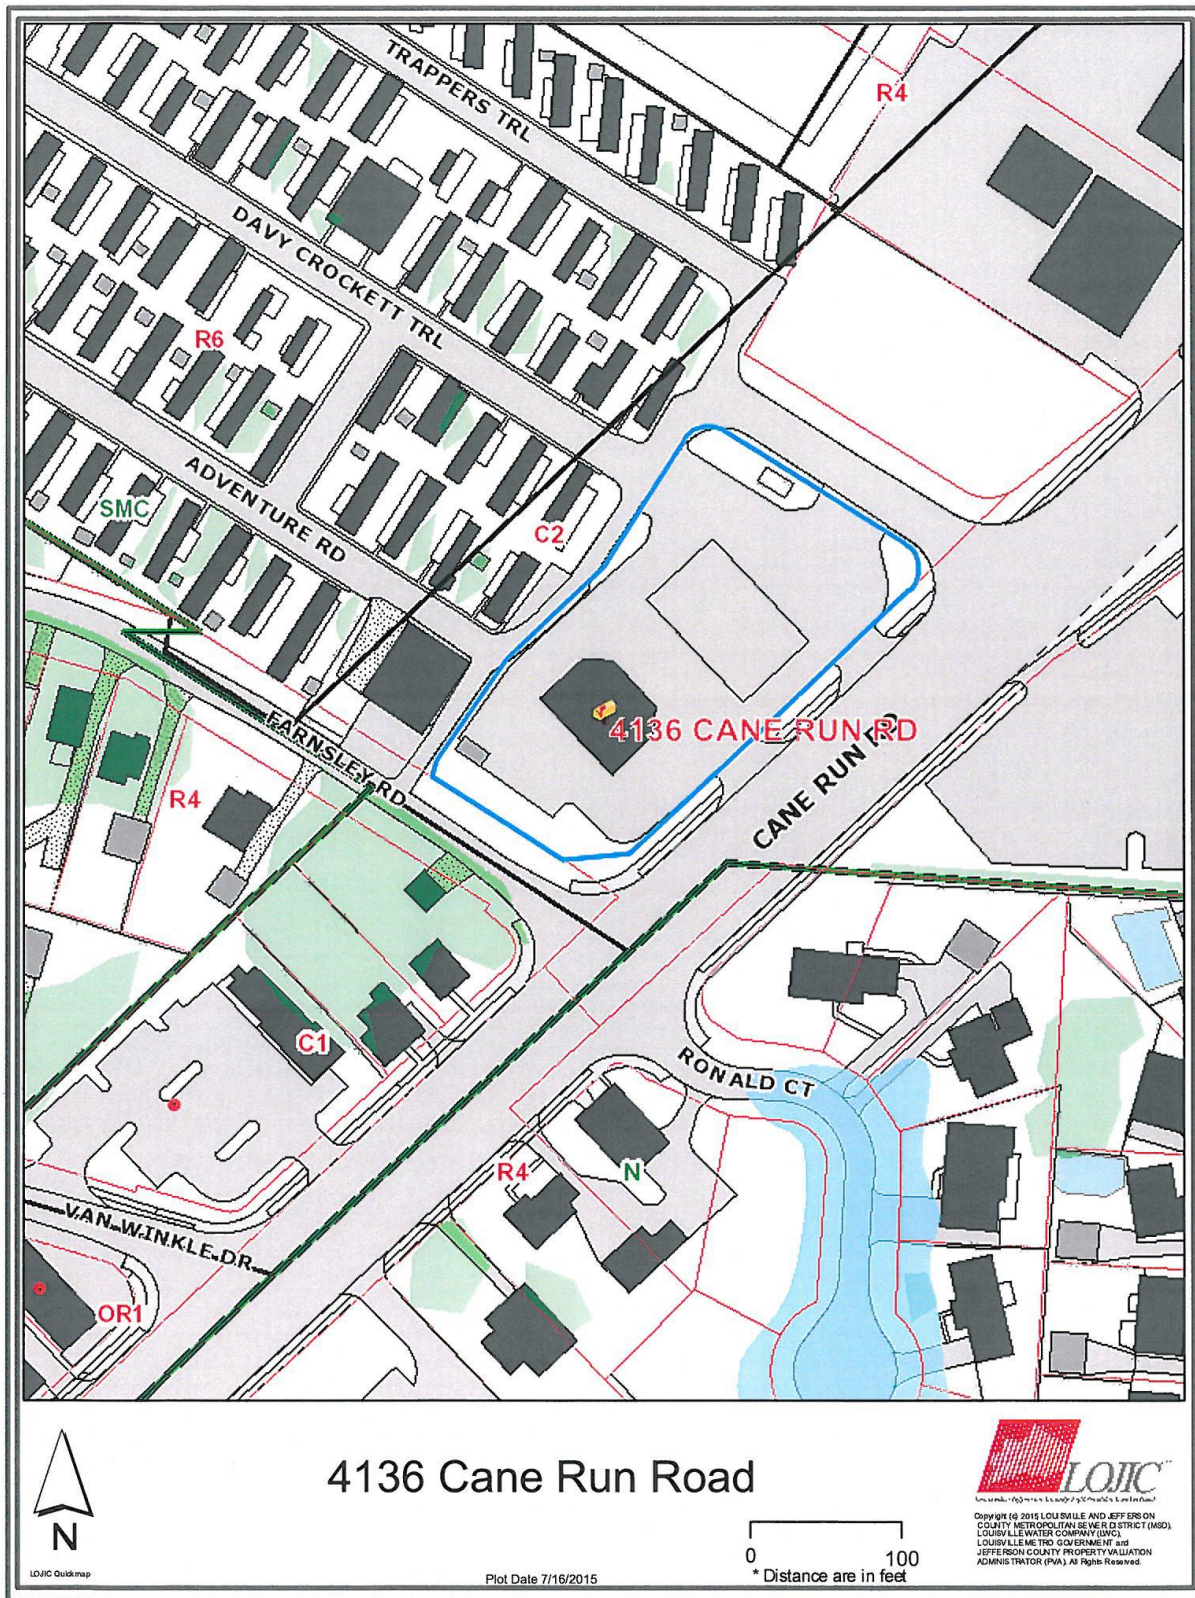 TRAPPERS TRL
R4
DAVY CROCKETT TRL
R6
ADVENTURE RD
SMC
C2
4136 CANE RUN RD
CANE RUN RD
FARNSLEY RD
R4
C1
RONALD CT
R4
N
VAN WINKLE DR
OR1
N
4136 Cane Run Road
LOJIC
Copyright (c) 2015 LOUISVILLE AND JEFFERSON
COUNTY METROPOLITAN SEWER DISTRICT (MSD),
LOUISVILLE WATER COMPANY (LWC),
LOUISVILLE METRO GOVERNMENT and
JEFFERSON COUNTY PROPERTY VALUATION
ADMINISTRATOR (PVA). All Rights Reserved.
0 100
* Distance are in feet
LOJIC Quickmap
Plot Date 7/16/2015